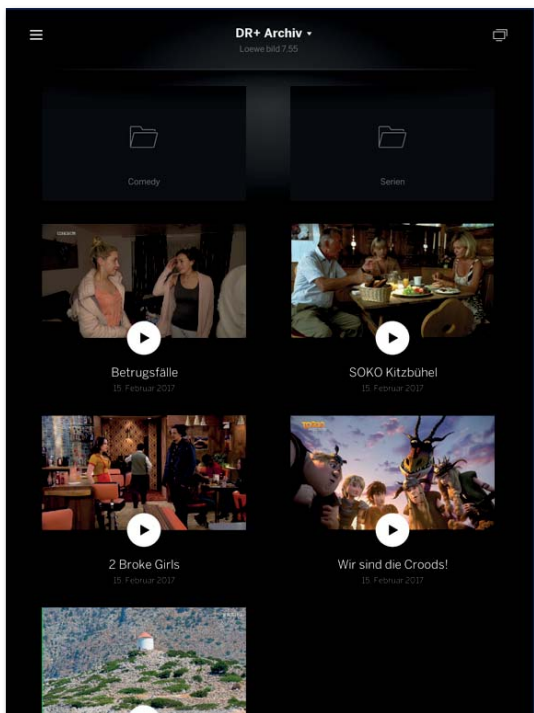 DR+ Archiv
Loewe bild 7.55
Comedy
Serien
Betrugsfälle
15. Februar 2017
SOKO Kitzbühel
15. Februar 2017
2 Broke Girls
15. Februar 2017
Wir sind die Croods!
15. Februar 2017